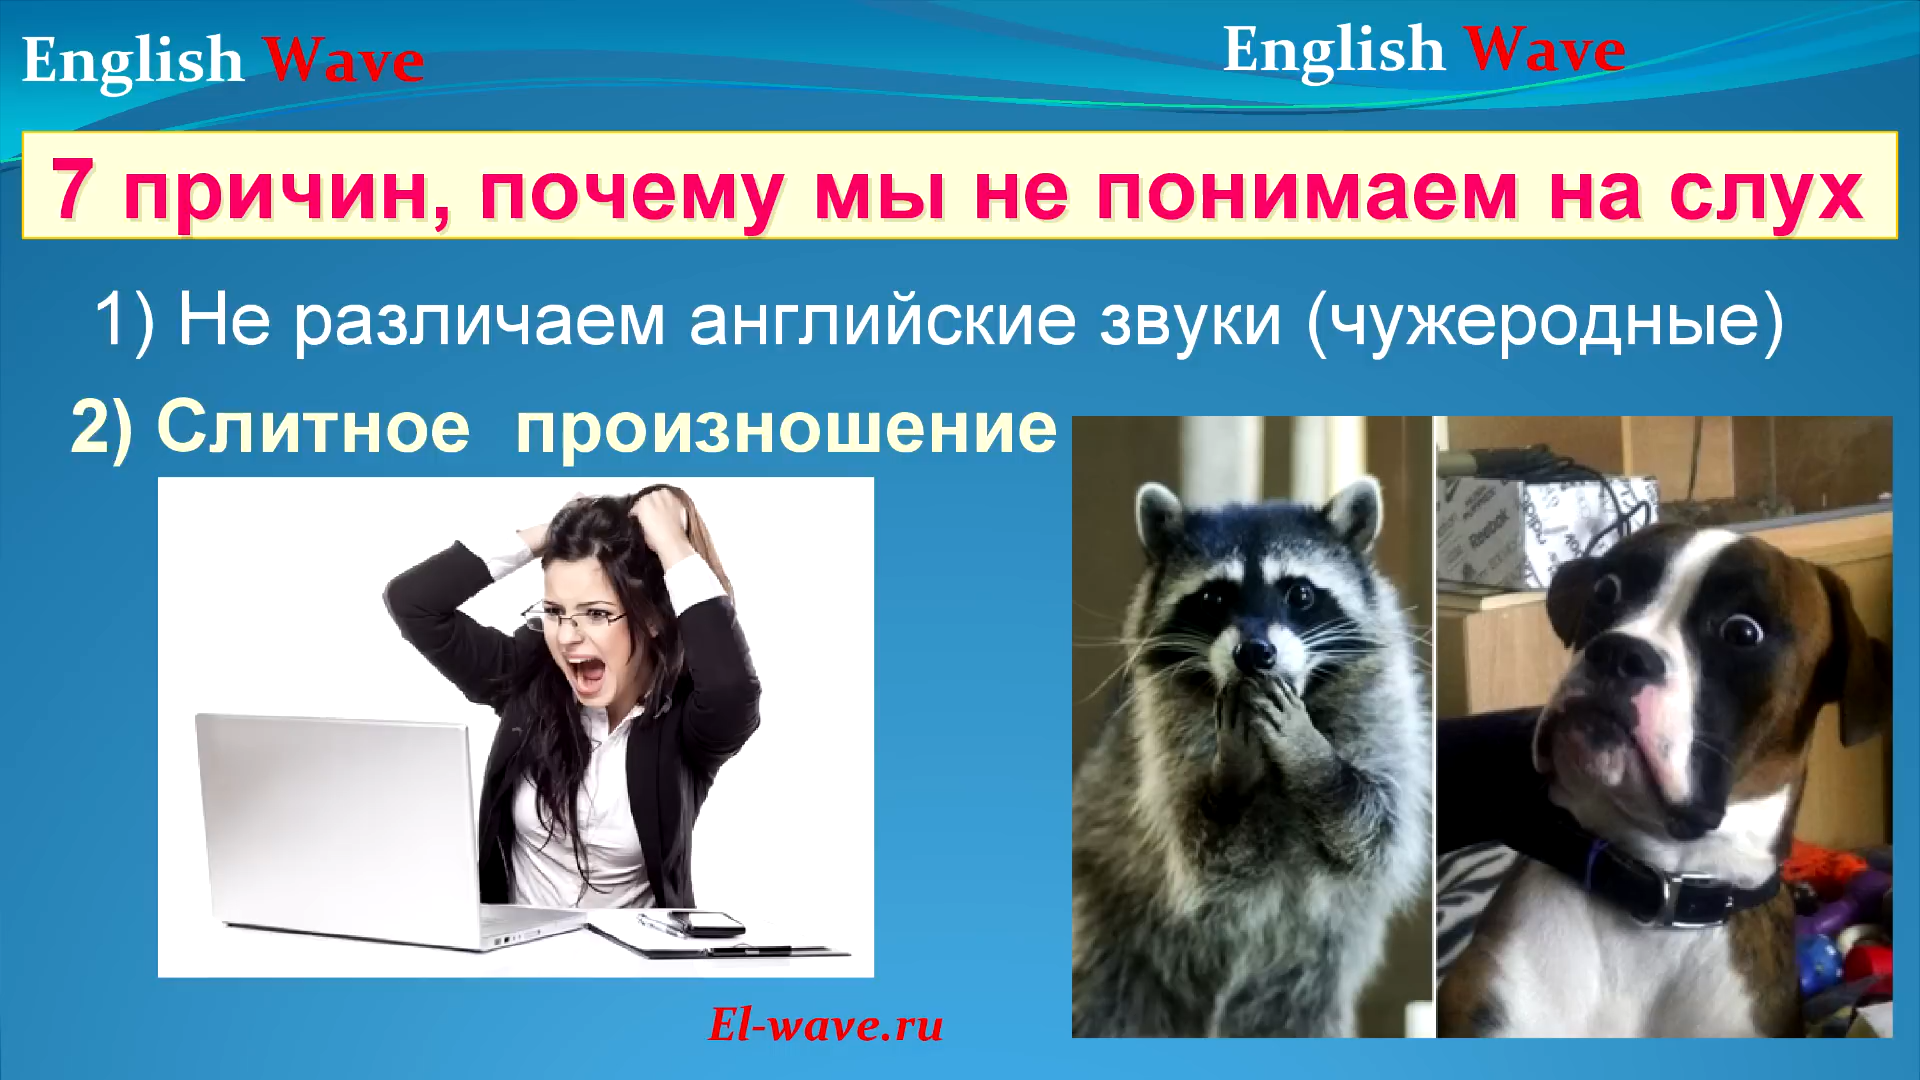 English Wave
English Wave
7 причин, почему мы не понимаем на слух
1) Не различаем английские звуки (чужеродные)
2) Слитное произношение
Reebok
El-wave.ru